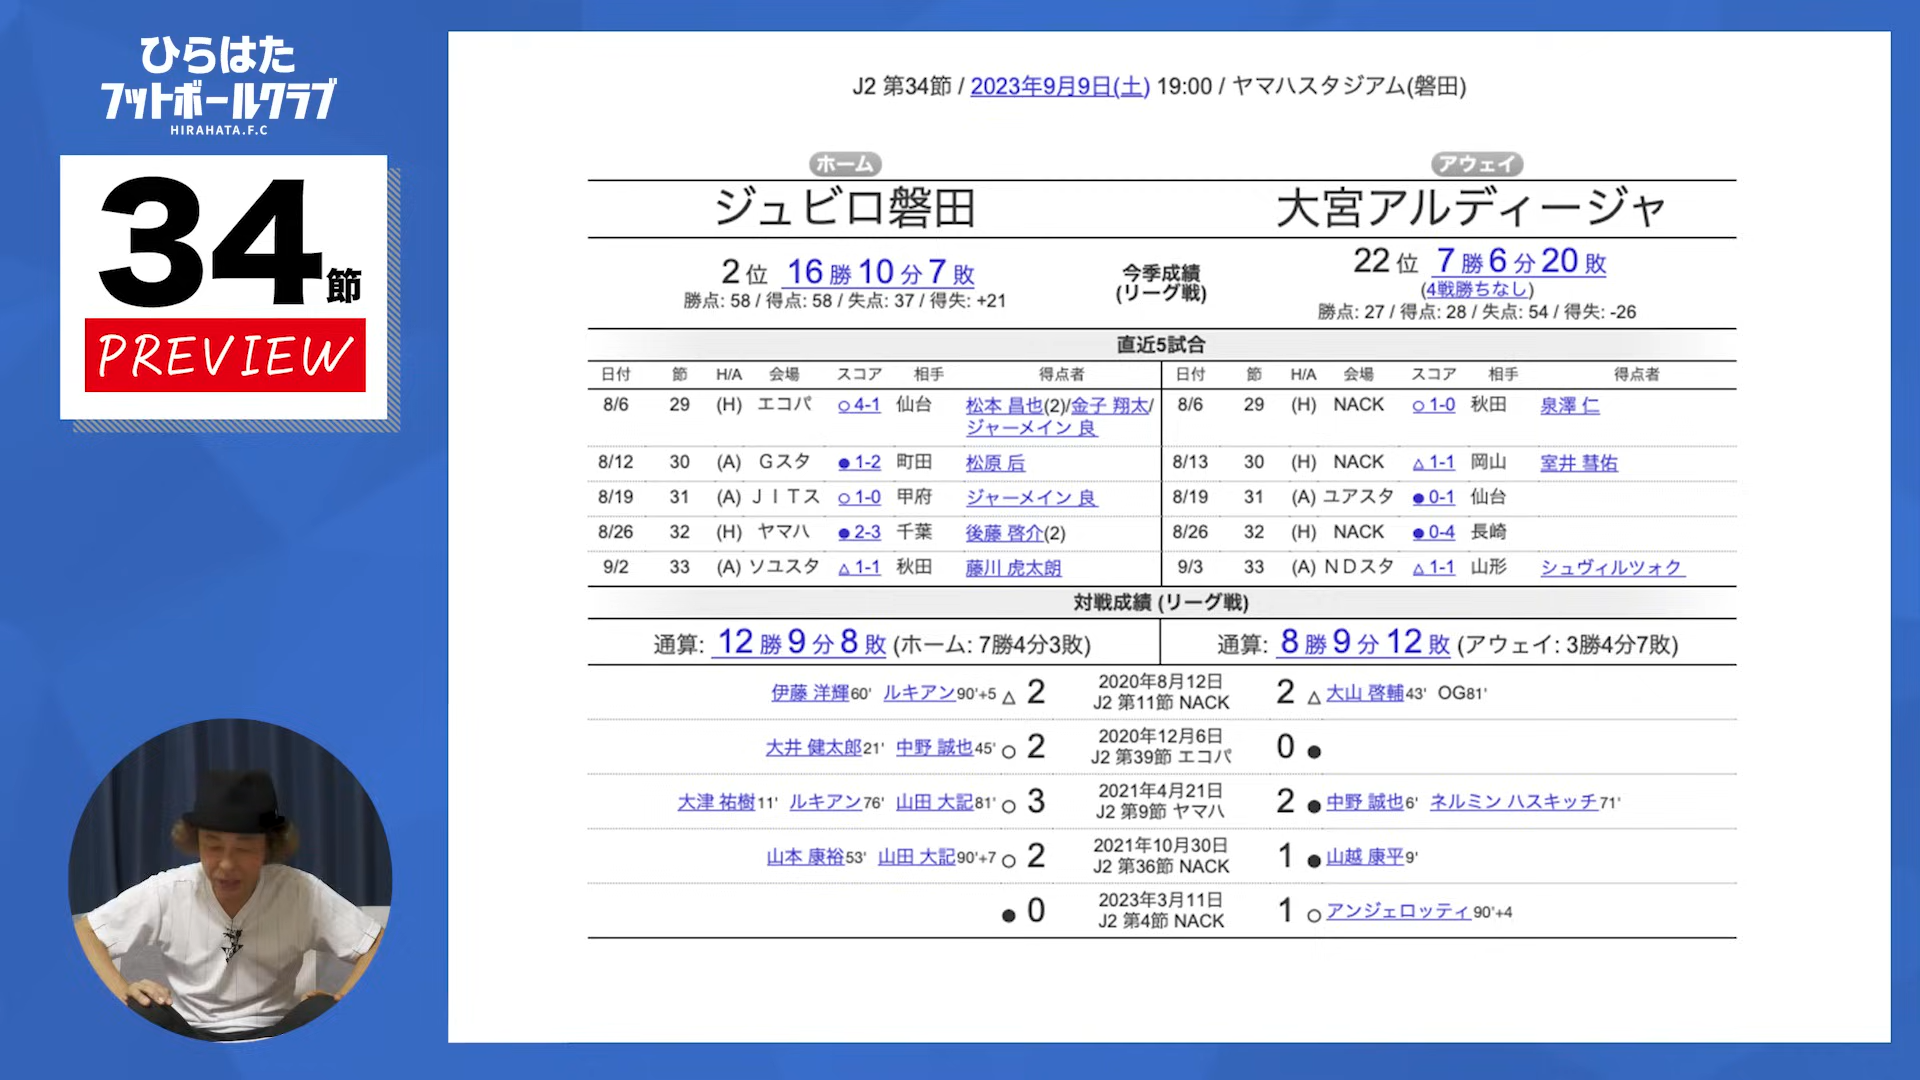 ひらはた
フットボールクラブ
HIRAHATA.F.C
34節
PREVIEW
J2 第34節 / 2023年9月9日(土) 19:00 / ヤマハスタジアム(磐田)
ホーム アウェイ
ジュビロ磐田 大宮アルディージャ
2位 16勝10分7敗 今季成績 (リーグ戦) 22位 7勝6分20敗
(4戦勝ちなし)
勝点: 58 / 得点: 58 / 失点: 37 / 得失: +21 勝点: 27 / 得点: 28 / 失点: 54 / 得失: -26
直近5試合
日付 節 H/A 会場 スコア 相手 得点者 日付 節 H/A 会場 スコア 相手 得点者
8/6 29 (H) エコパ ○4-1 仙台 松本 昌也(2)/金子 翔太/ 8/6 29 (H) NACK ○1-0 秋田 泉澤 仁
ジャーメイン 良
8/12 30 (A) Gスタ ●1-2 町田 松原 后 8/13 30 (H) NACK △1-1 岡山 室井 彗佑
8/19 31 (A) JITス ○1-0 甲府 ジャーメイン 良 8/19 31 (A) ユアスタ ●0-1 仙台
8/26 32 (H) ヤマハ ●2-3 千葉 後藤 啓介(2) 8/26 32 (H) NACK ●0-4 長崎
9/2 33 (A) ソユスタ △1-1 秋田 藤川 虎太朗 9/3 33 (A) NDスタ △1-1 山形 シュヴィルツォク
対戦成績 (リーグ戦)
通算: 12勝9分8敗 (ホーム: 7勝4分3敗) 通算: 8勝9分12敗 (アウェイ: 3勝4分7敗)
伊藤 洋輝60' ルキアン90'+5 △ 2 2020年8月12日 2 △ 大山 啓輔43' OG81'
J2 第11節 NACK
大井 健太郎21' 中野 誠也45' ○ 2 2020年12月6日 0 ●
J2 第39節 エコパ
大津 祐樹11' ルキアン76' 山田 大記81' ○ 3 2021年4月21日 2 ● 中野 誠也6' ネルミン ハスキッチ71'
J2 第9節 ヤマハ
山本 康裕53' 山田 大記90'+7 ○ 2 2021年10月30日 1 ● 山越 康平9'
J2 第36節 NACK
● 0 2023年3月11日 1 ○ アンジェロッティ90'+4
J2 第4節 NACK